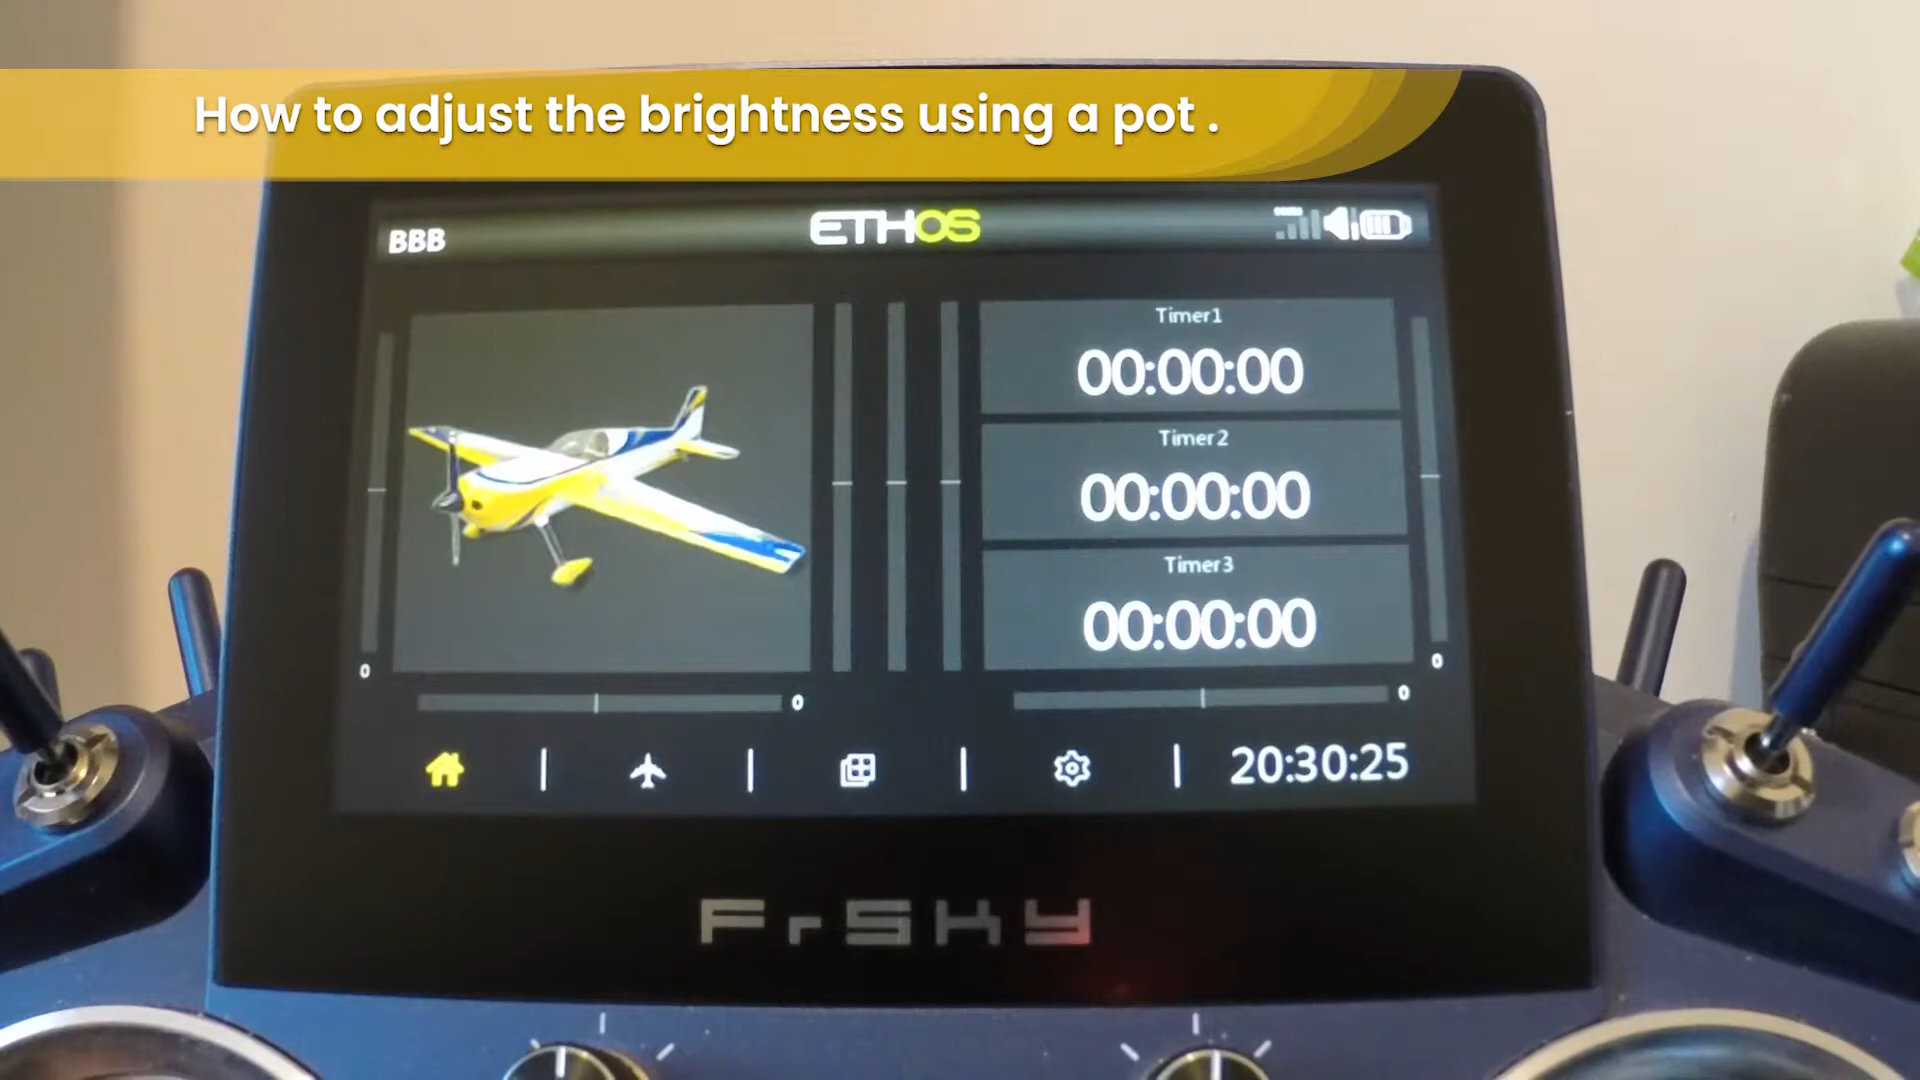 How to adjust the brightness using a pot .
BBB
ETHOS
Timer1
00:00:00
Timer2
00:00:00
Timer3
00:00:00
0
0
0
0
20:30:25
FrSKY